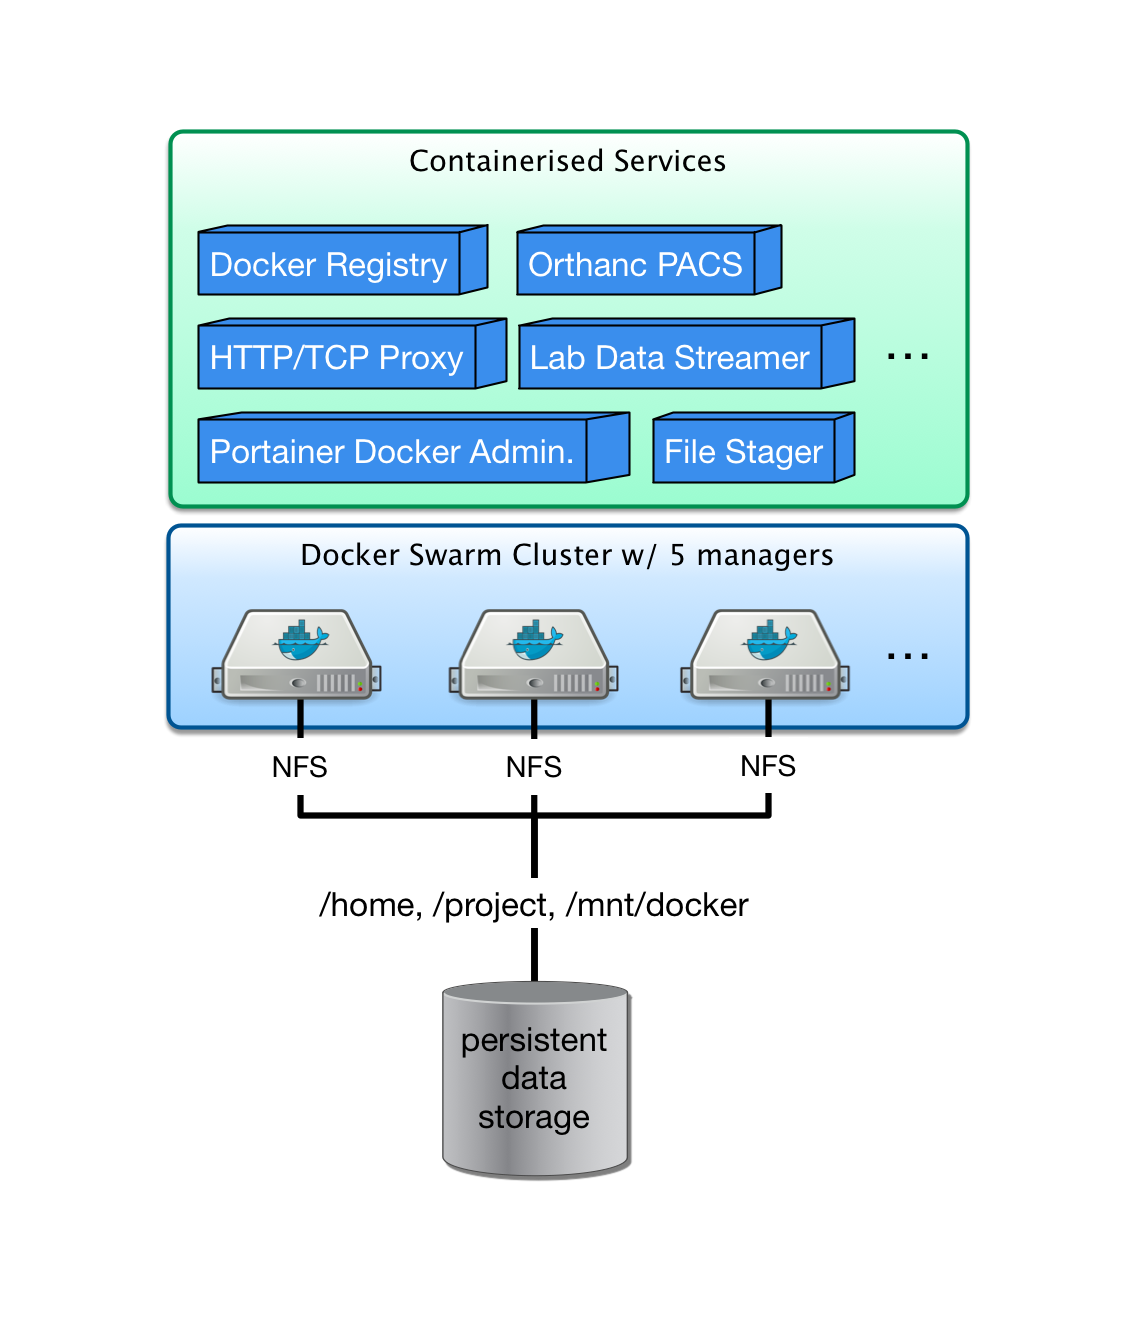 Containerised Services
Docker Registry
Orthanc PACS
HTTP/TCP Proxy
Lab Data Streamer
...
Portainer Docker Admin.
File Stager
Docker Swarm Cluster w/ 5 managers
...
NFS
NFS
NFS
/home, /project, /mnt/docker
persistent
data
storage